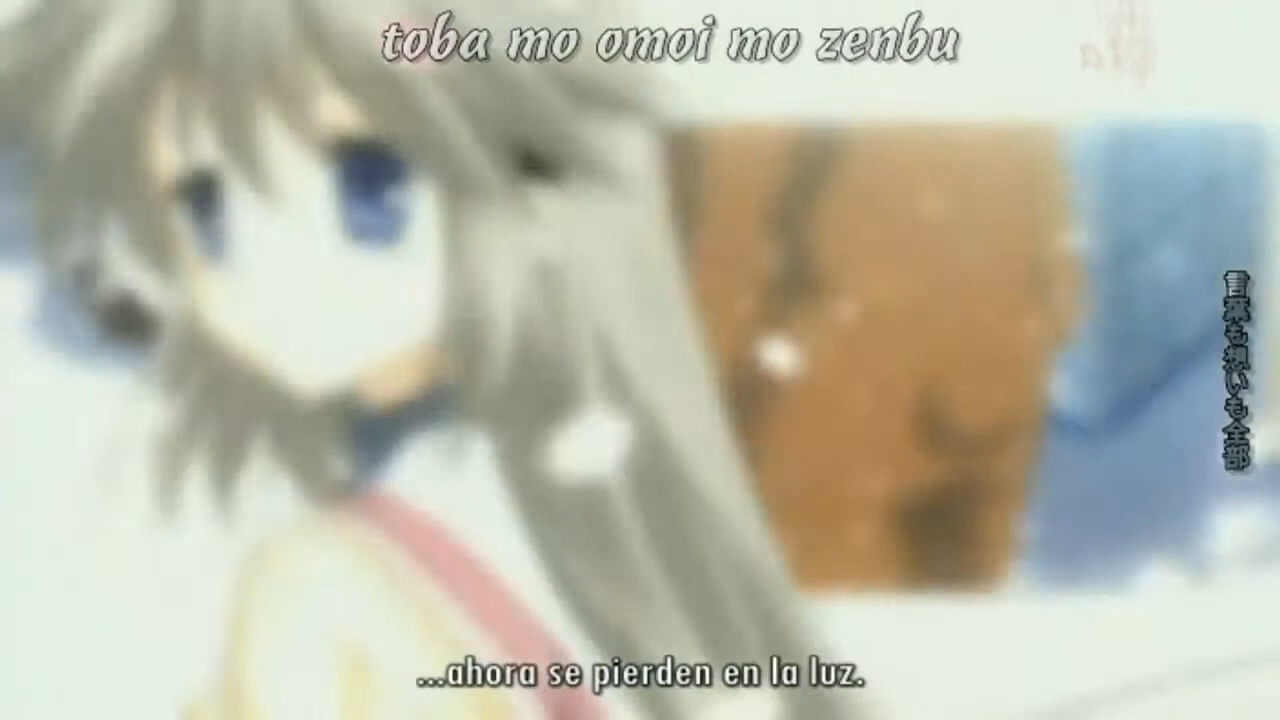 toba mo omoi mo zenbu
言葉も想いも全部
...ahora se pierden en la luz.